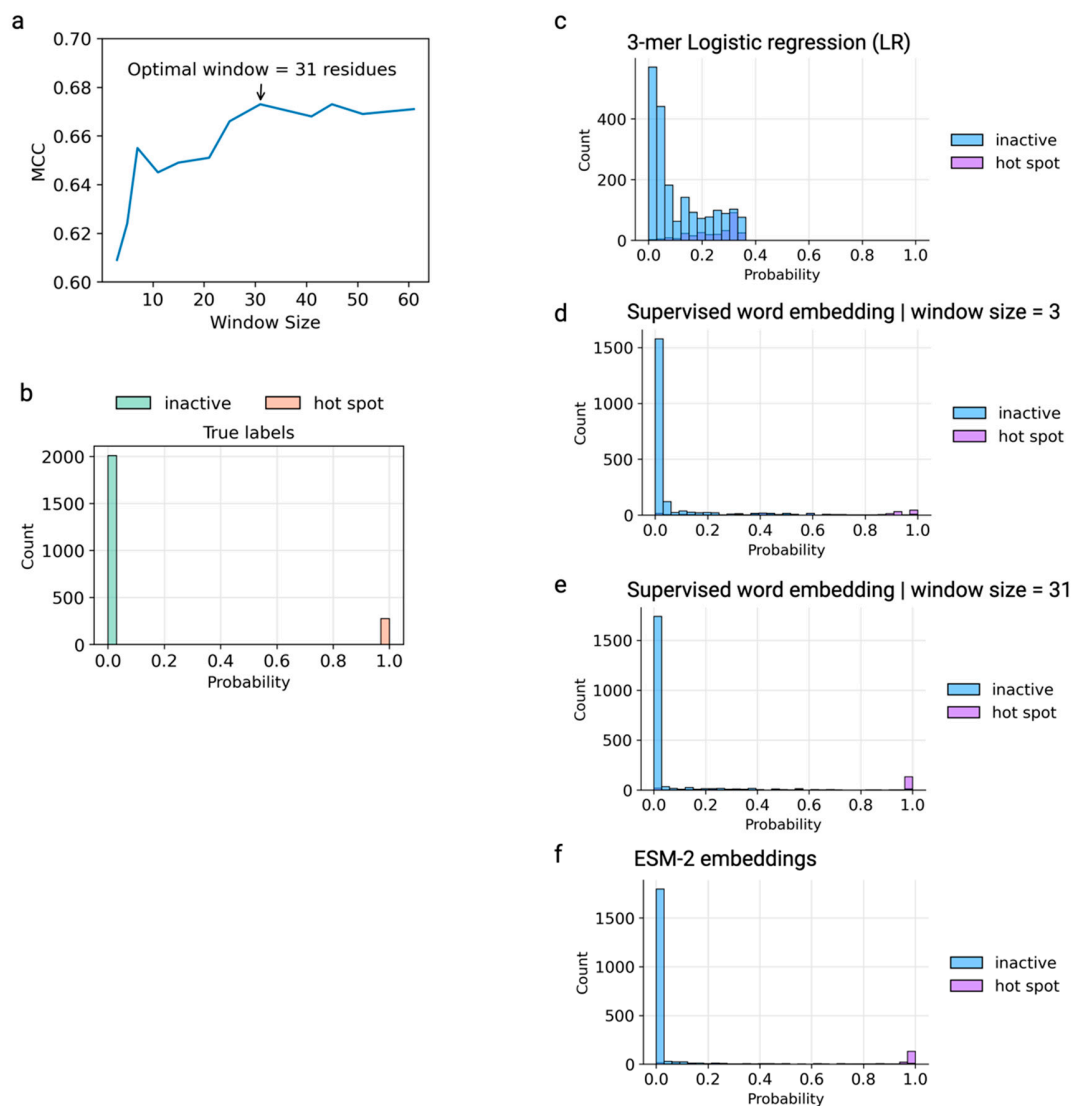 a
0.70
0.68
0.66
0.64
0.62
0.60
MCC
Optimal window = 31 residues
10 20 30 40 50 60
Window Size
b
inactive hot spot
True labels
2000
1500
1000
500
0
Count
0.0 0.2 0.4 0.6 0.8 1.0
Probability
c
3-mer Logistic regression (LR)
400
200
0
Count
0.0 0.2 0.4 0.6 0.8 1.0
Probability
inactive
hot spot
d
Supervised word embedding | window size = 3
1500
1000
500
0
Count
0.0 0.2 0.4 0.6 0.8 1.0
Probability
inactive
hot spot
e
Supervised word embedding | window size = 31
1500
1000
500
0
Count
0.0 0.2 0.4 0.6 0.8 1.0
Probability
inactive
hot spot
f
ESM-2 embeddings
1500
1000
500
0
Count
0.0 0.2 0.4 0.6 0.8 1.0
Probability
inactive
hot spot